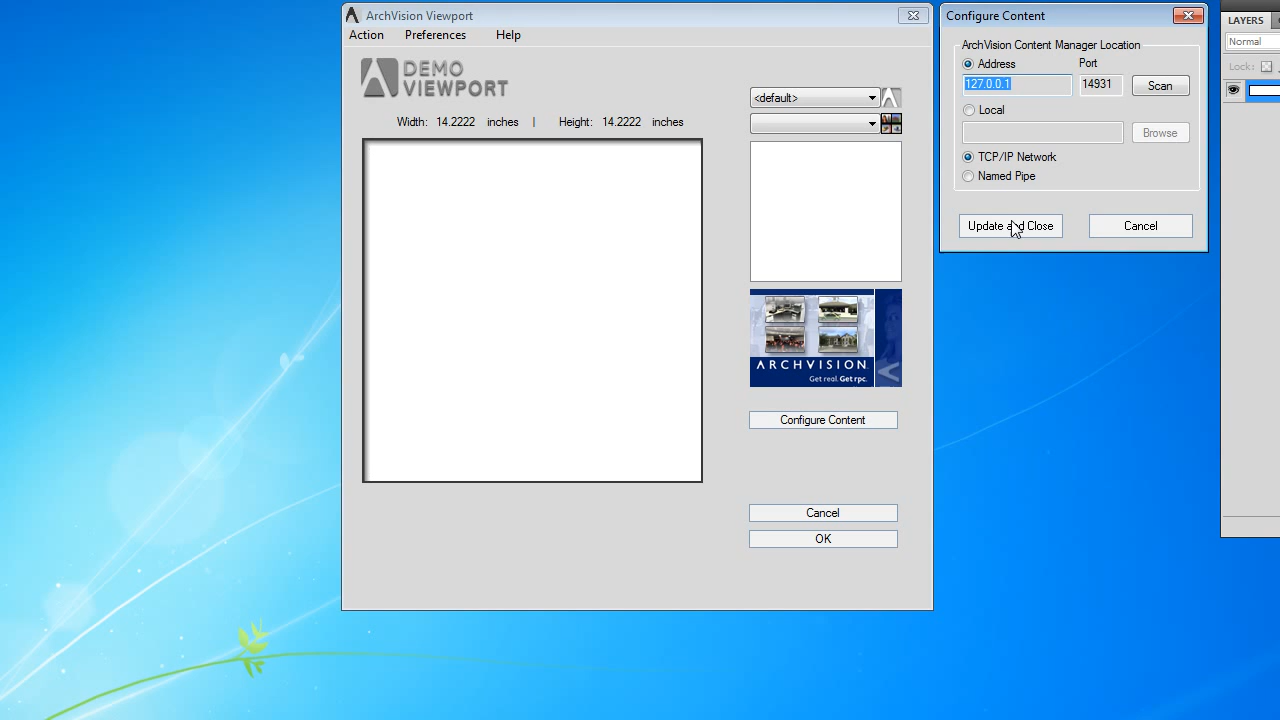 ArchVision Viewport
Action Preferences Help
DEMO
VIEWPORT
Width: 14.2222 inches | Height: 14.2222 inches
<default>
ARCHVISION
Get real. Get rpc.
Configure Content
Cancel
OK
Configure Content
ArchVision Content Manager Location
Address Port
127.0.0.1 14931 Scan
Local
Browse
TCP/IP Network
Named Pipe
Update and Close Cancel
LAYERS
Normal
Lock: